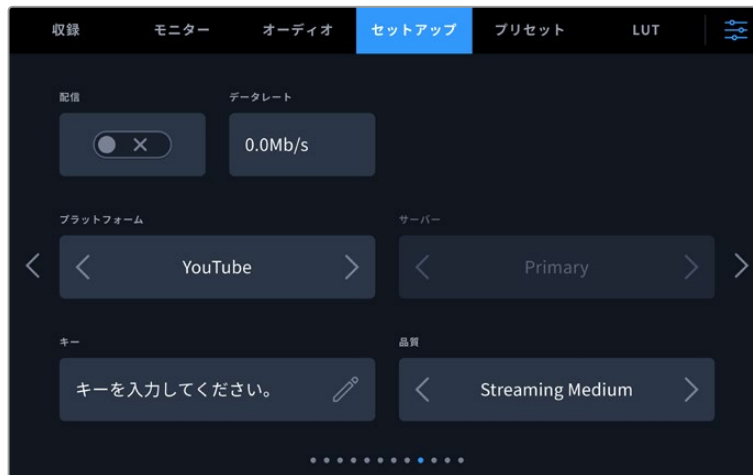 収録 モニター オーディオ セットアップ プリセット LUT
配信 データレート
0.0Mb/s
プラットフォーム サーバー
YouTube Primary
キー 品質
キーを入力してください。 Streaming Medium